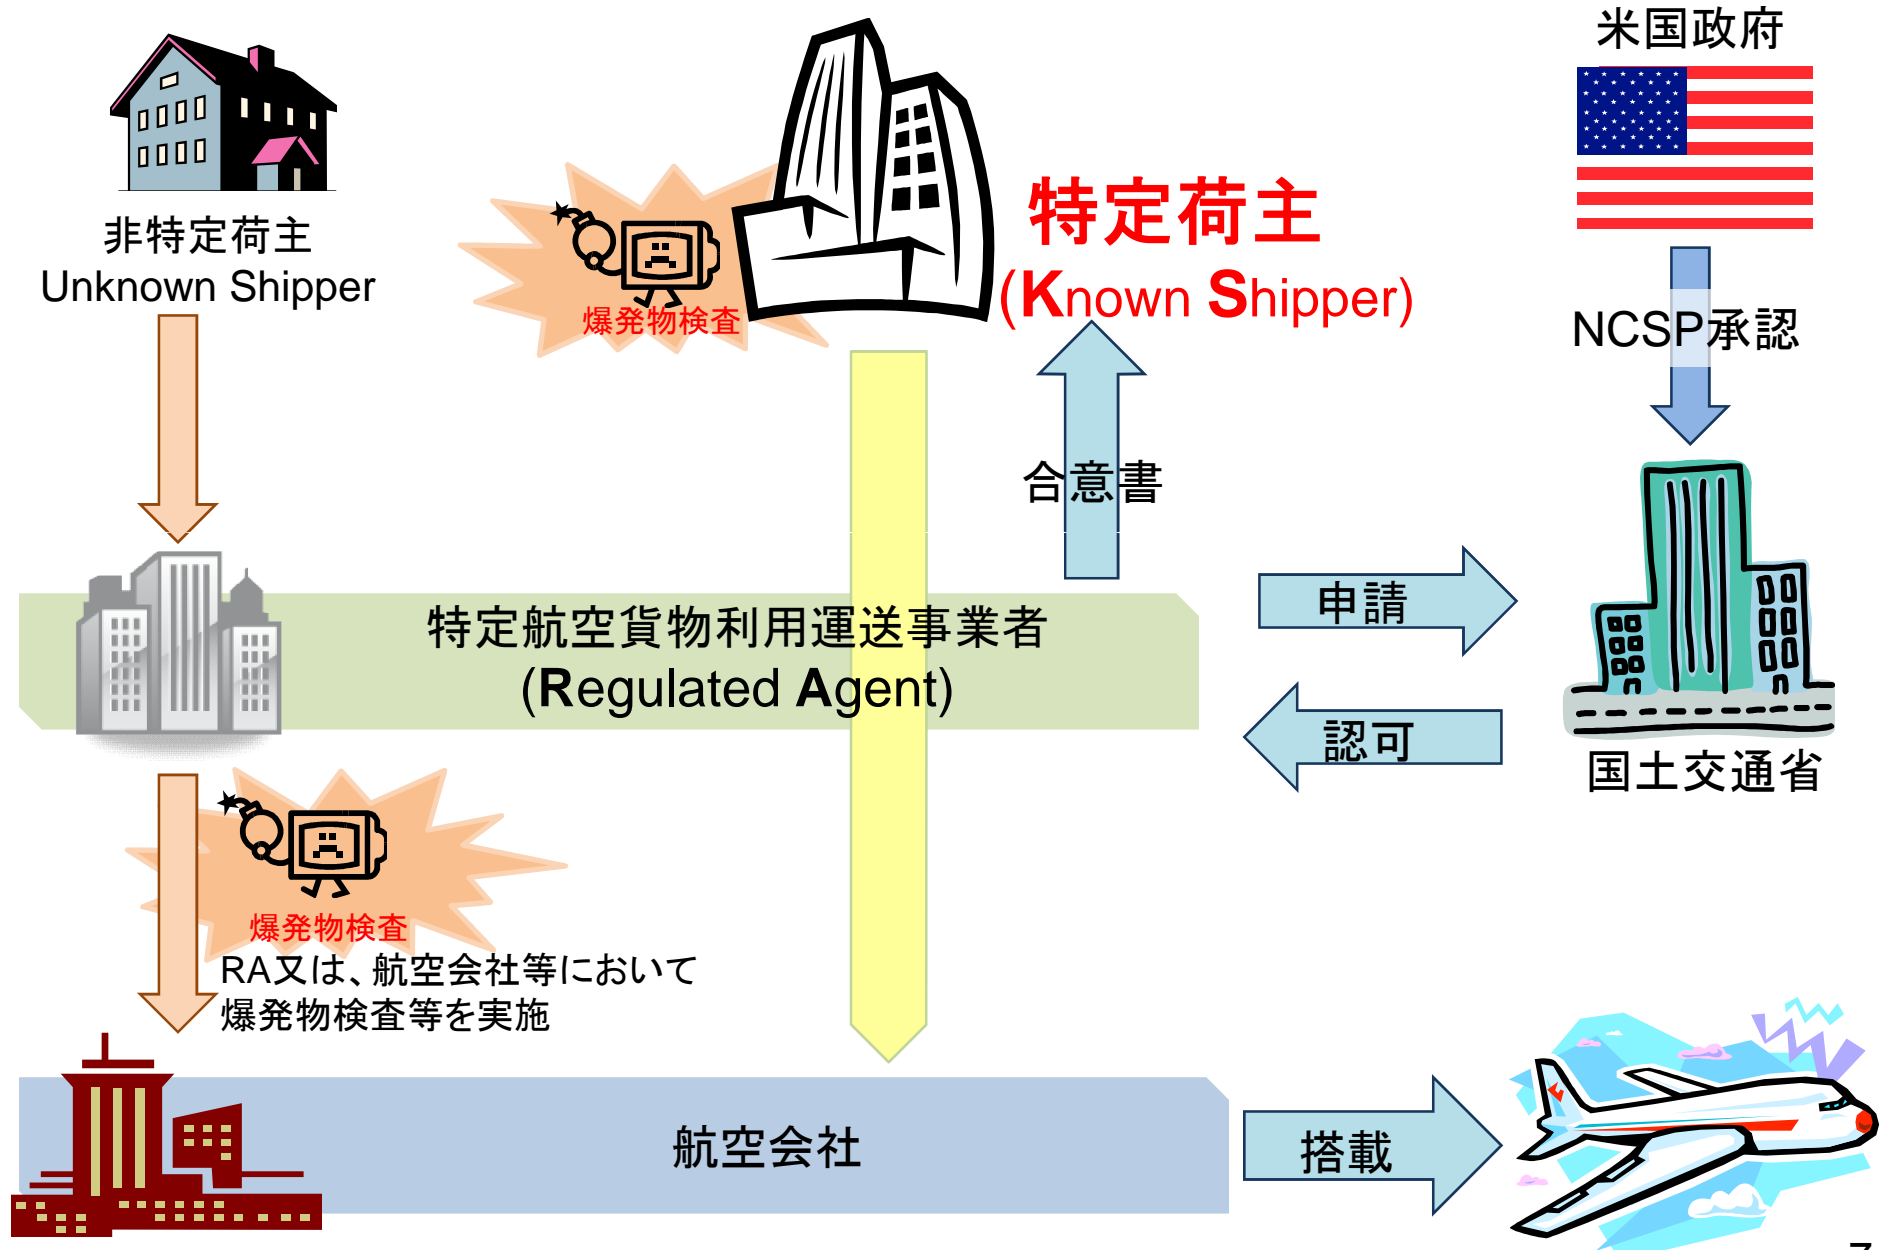 米国政府
非特定荷主
Unknown Shipper
爆発物検査
特定荷主
(Known Shipper)
NCSP承認
合意書
特定航空貨物利用運送事業者
(Regulated Agent)
申請
認可
国土交通省
爆発物検査
RA又は、航空会社等において
爆発物検査等を実施
航空会社
搭載